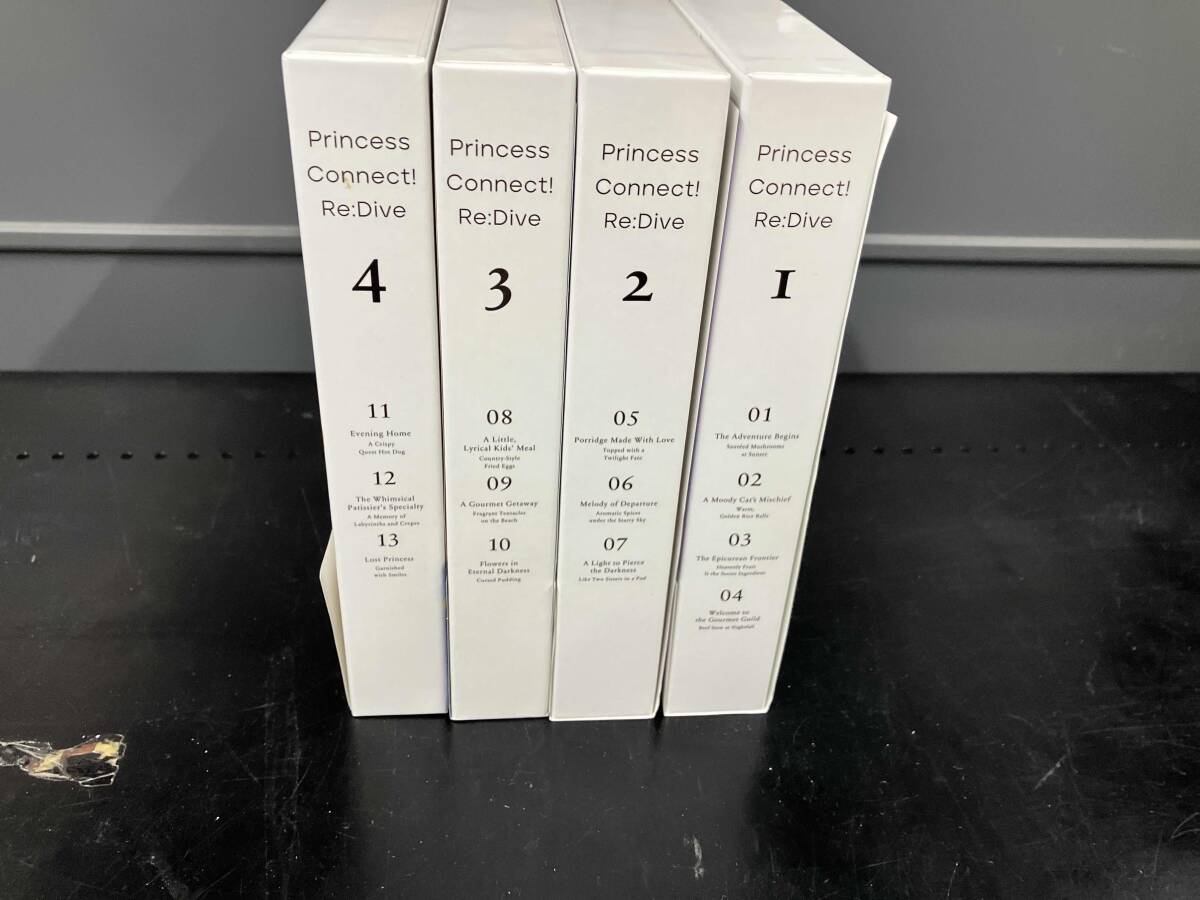 Princess
Connect!
Re:Dive
4
11
Evening Home
A Crispy
Quest Hot Dog
12
The Whimsical
Patissier's Specialty
A Memory of
Labyrinths and Crepes
13
Lost Princess
Garnished
with Smiles
Princess
Connect!
Re:Dive
3
08
A Little,
Lyrical Kids' Meal
Country-Style
Fried Eggs
09
A Gourmet Getaway
Fragrant Tentacles
on the Beach
10
Flowers in
Eternal Darkness
Cursed Pudding
Princess
Connect!
Re:Dive
2
05
Porridge Made With Love
Topped with a
Twilight Fate
06
Melody of Departure
Aromatic Spices
under the Starry Sky
07
A Light to Pierce
the Darkness
Like Two Sisters in a Pod
Princess
Connect!
Re:Dive
1
01
The Adventure Begins
Sautéed Mushrooms
at Sunset
02
A Moody Cat's Mischief
Warm,
Golden Rice Balls
03
The Epicurean Frontier
Heavenly Fruit
is the Secret Ingredient
04
Welcome to
the Gourmet Guild
Beef Stew at Nightfall